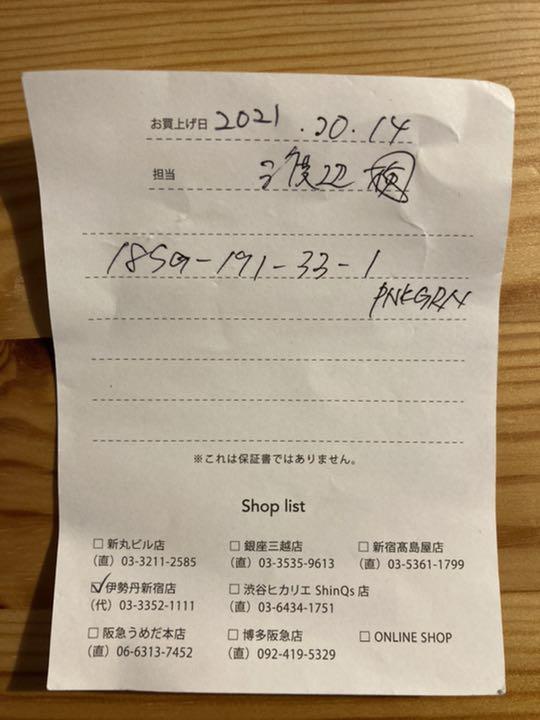 お買上げ日 2021.20.14
担当 渡辺
185G-191-33-1
PNKGRN
※これは保証書ではありません。
Shop list
□ 新丸ビル店 □ 銀座三越店 □ 新宿髙島屋店
（直）03-3211-2585 （直）03-3535-9613 （直）03-5361-1799
☑ 伊勢丹新宿店 □ 渋谷ヒカリエ ShinQs 店
（代）03-3352-1111 （直）03-6434-1751
□ 阪急うめだ本店 □ 博多阪急店 □ ONLINE SHOP
（直）06-6313-7452 （直）092-419-5329